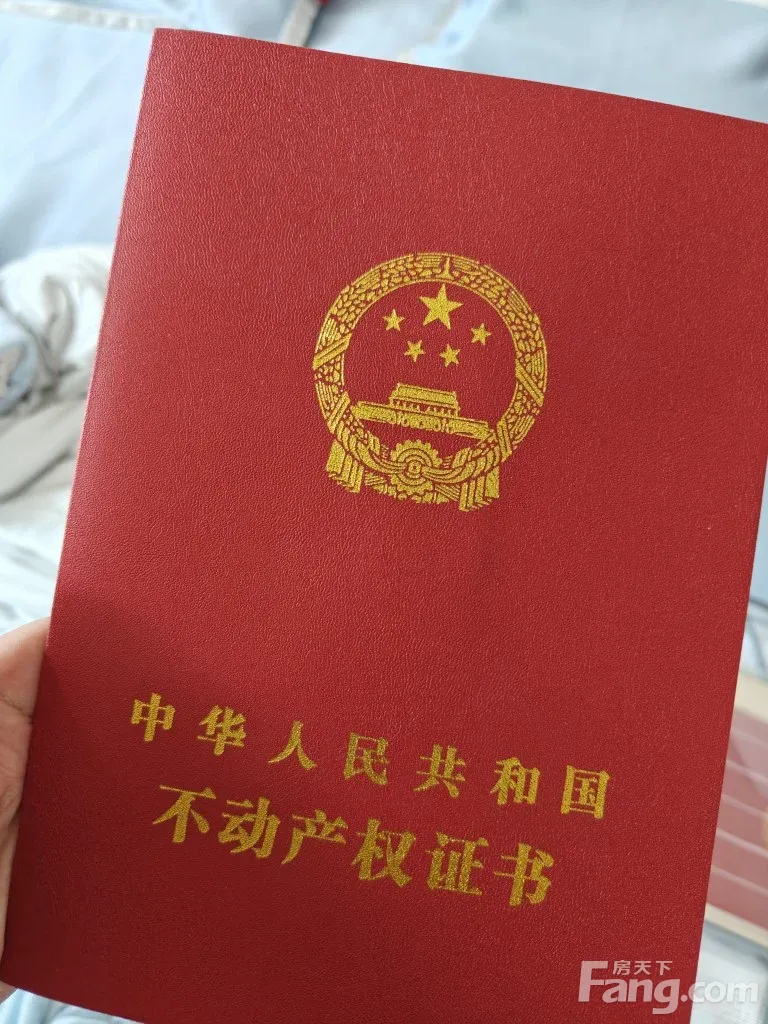 中华人民共和国
不动产权证书
房天下
Fang.com